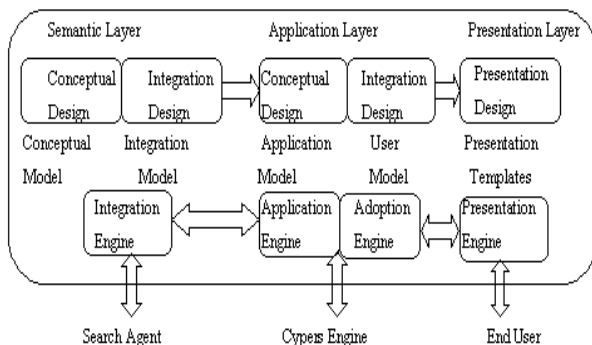 Semantic Layer Application Layer Presentation Layer
Conceptual Integration Conceptual Integration Presentation
Design Design Design Design Design
Conceptual Integration Application User Presentation
Model Model Model Model Templates
Integration Application Adoption Presentation
Engine Engine Engine Engine
Search Agent Cypers Engine End User